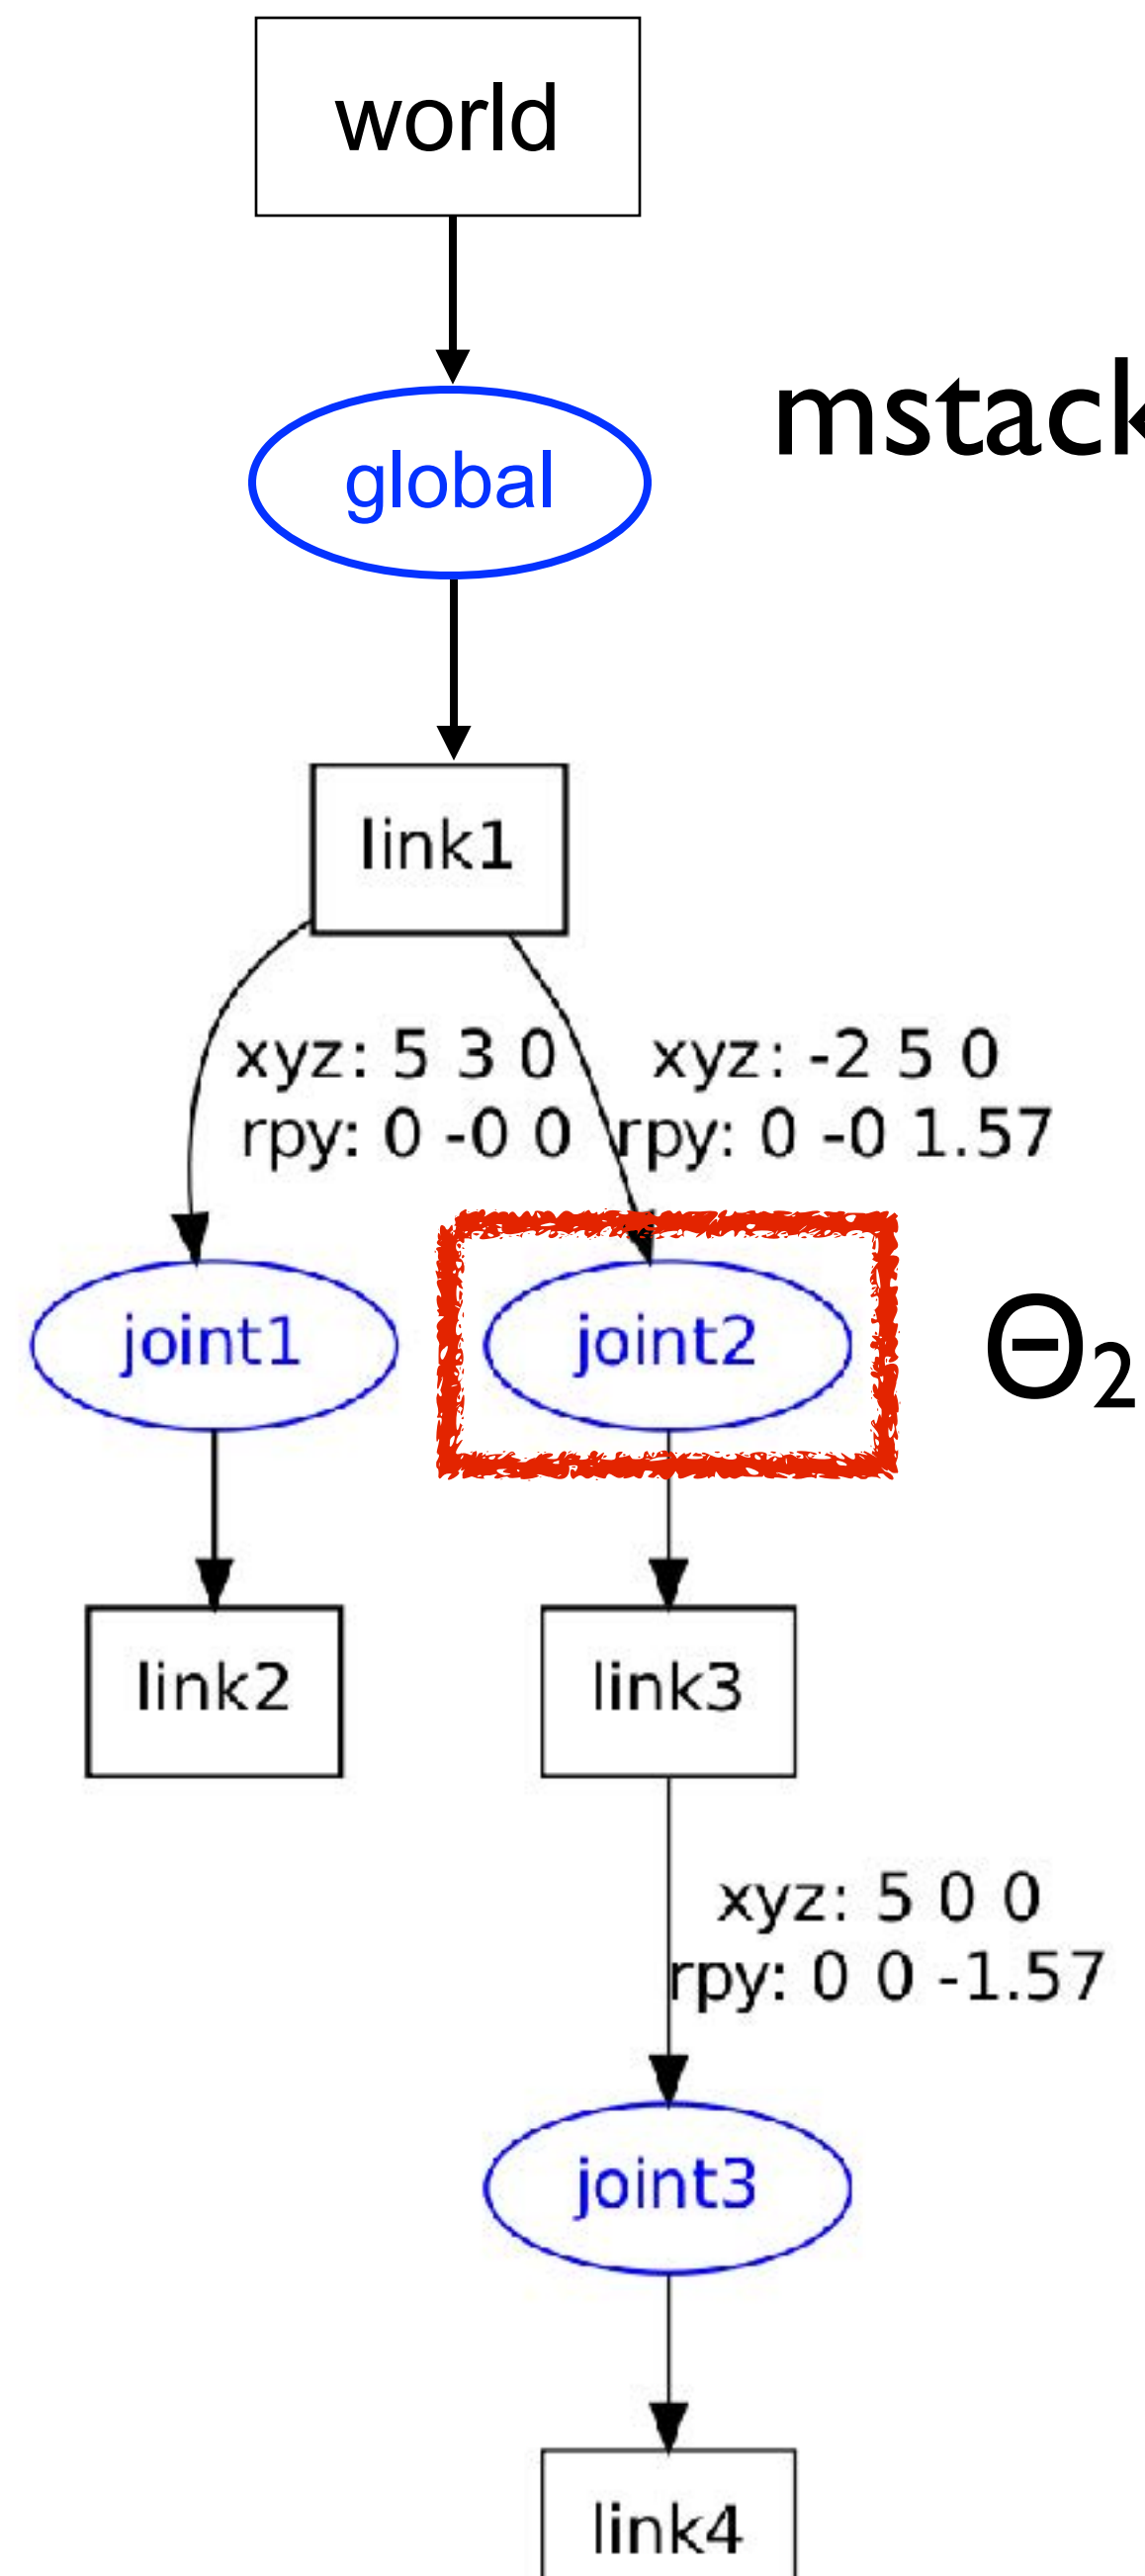 world
global
mstack
link1
xyz: 5 3 0
rpy: 0 -0 0
xyz: -2 5 0
rpy: 0 -0 1.57
joint1
joint2
Θ₂
link2
link3
xyz: 5 0 0
rpy: 0 0 -1.57
joint3
link4